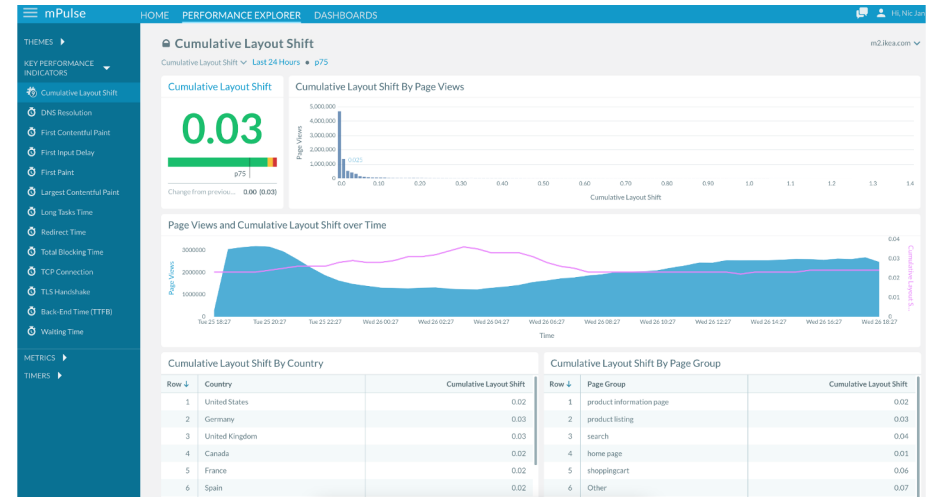 mPulse
HOME PERFORMANCE EXPLORER DASHBOARDS
Hi, Nic Jan
THEMES
KEY PERFORMANCE
INDICATORS
Cumulative Layout Shift
DNS Resolution
First Contentful Paint
First Input Delay
First Paint
Largest Contentful Paint
Long Tasks Time
Redirect Time
Total Blocking Time
TCP Connection
TLS Handshake
Back-End Time (TTFB)
Waiting Time
METRICS
TIMERS
Cumulative Layout Shift
m2.ikea.com
Cumulative Layout Shift Last 24 Hours p75
Cumulative Layout Shift
0.03
p75
Change from previou... 0.00 (0.03)
Cumulative Layout Shift By Page Views
Page Views
5,000,000
4,000,000
3,000,000
2,000,000
1,000,000
0
0.025
0.0 0.10 0.20 0.30 0.40 0.50 0.60 0.70 0.80 0.90 1.0 1.1 1.2 1.3 1.4
Cumulative Layout Shift
Page Views and Cumulative Layout Shift over Time
Page Views
3000000
2000000
1000000
0
0.04
0.03
0.02
0.01
0
Cumulative Layout S...
Tue 25 18:27 Tue 25 20:27 Tue 25 22:27 Wed 26 00:27 Wed 26 02:27 Wed 26 04:27 Wed 26 06:27 Wed 26 08:27 Wed 26 10:27 Wed 26 12:27 Wed 26 14:27 Wed 26 16:27 Wed 26 18:27
Time
Cumulative Layout Shift By Country
Row Country Cumulative Layout Shift
1 United States 0.02
2 Germany 0.03
3 United Kingdom 0.03
4 Canada 0.02
5 France 0.02
6 Spain 0.02
Cumulative Layout Shift By Page Group
Row Page Group Cumulative Layout Shift
1 product information page 0.02
2 product listing 0.03
3 search 0.04
4 home page 0.01
5 shoppingcart 0.06
6 Other 0.07